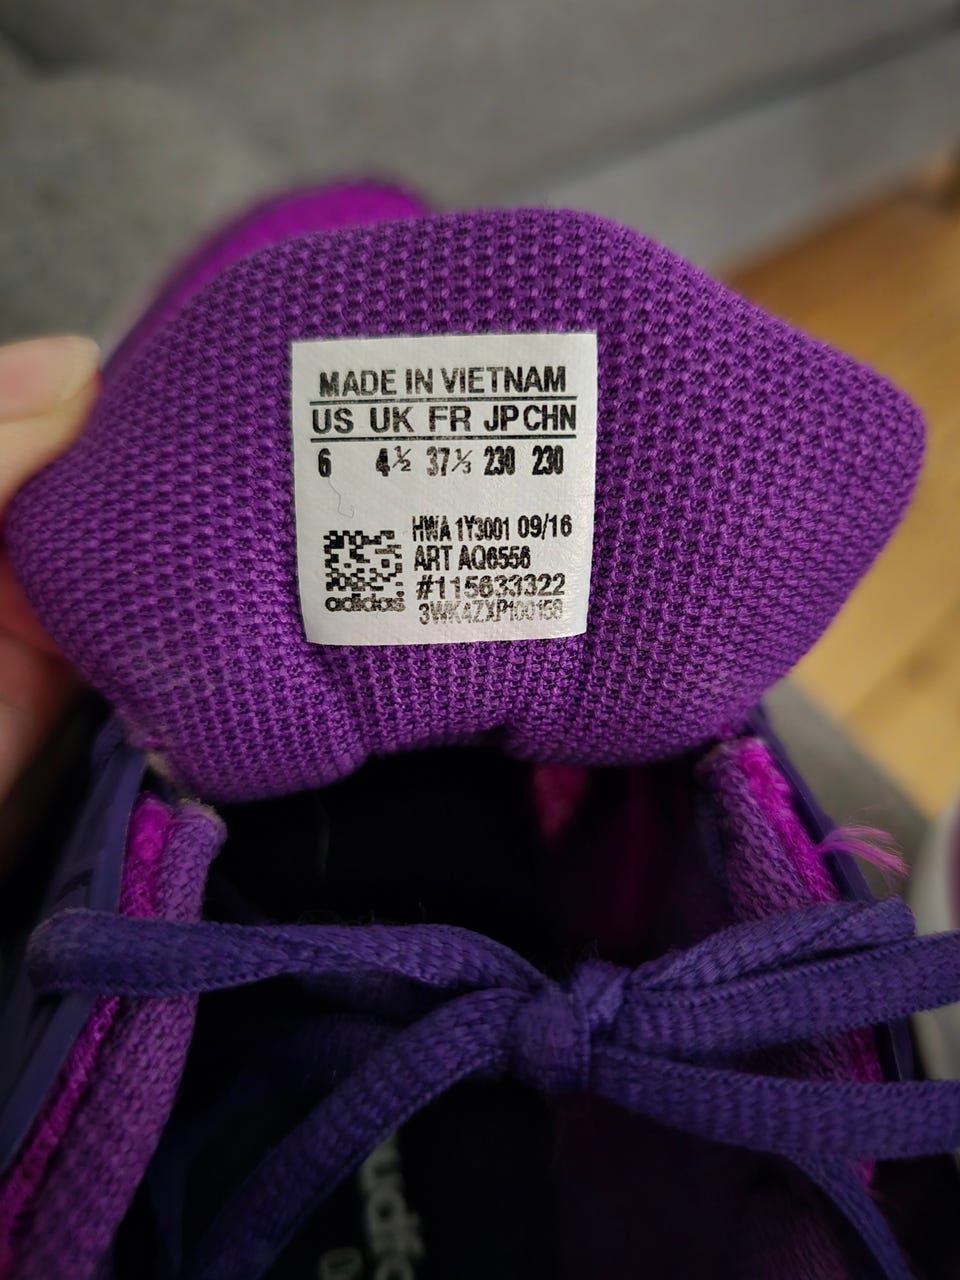 MADE IN VIETNAM
US UK FR JP CHN
6 4½ 37⅓ 230 230
HWA 1Y3001 09/16
ART AQ6556
#115633322
adidas
3WK4ZXP100158